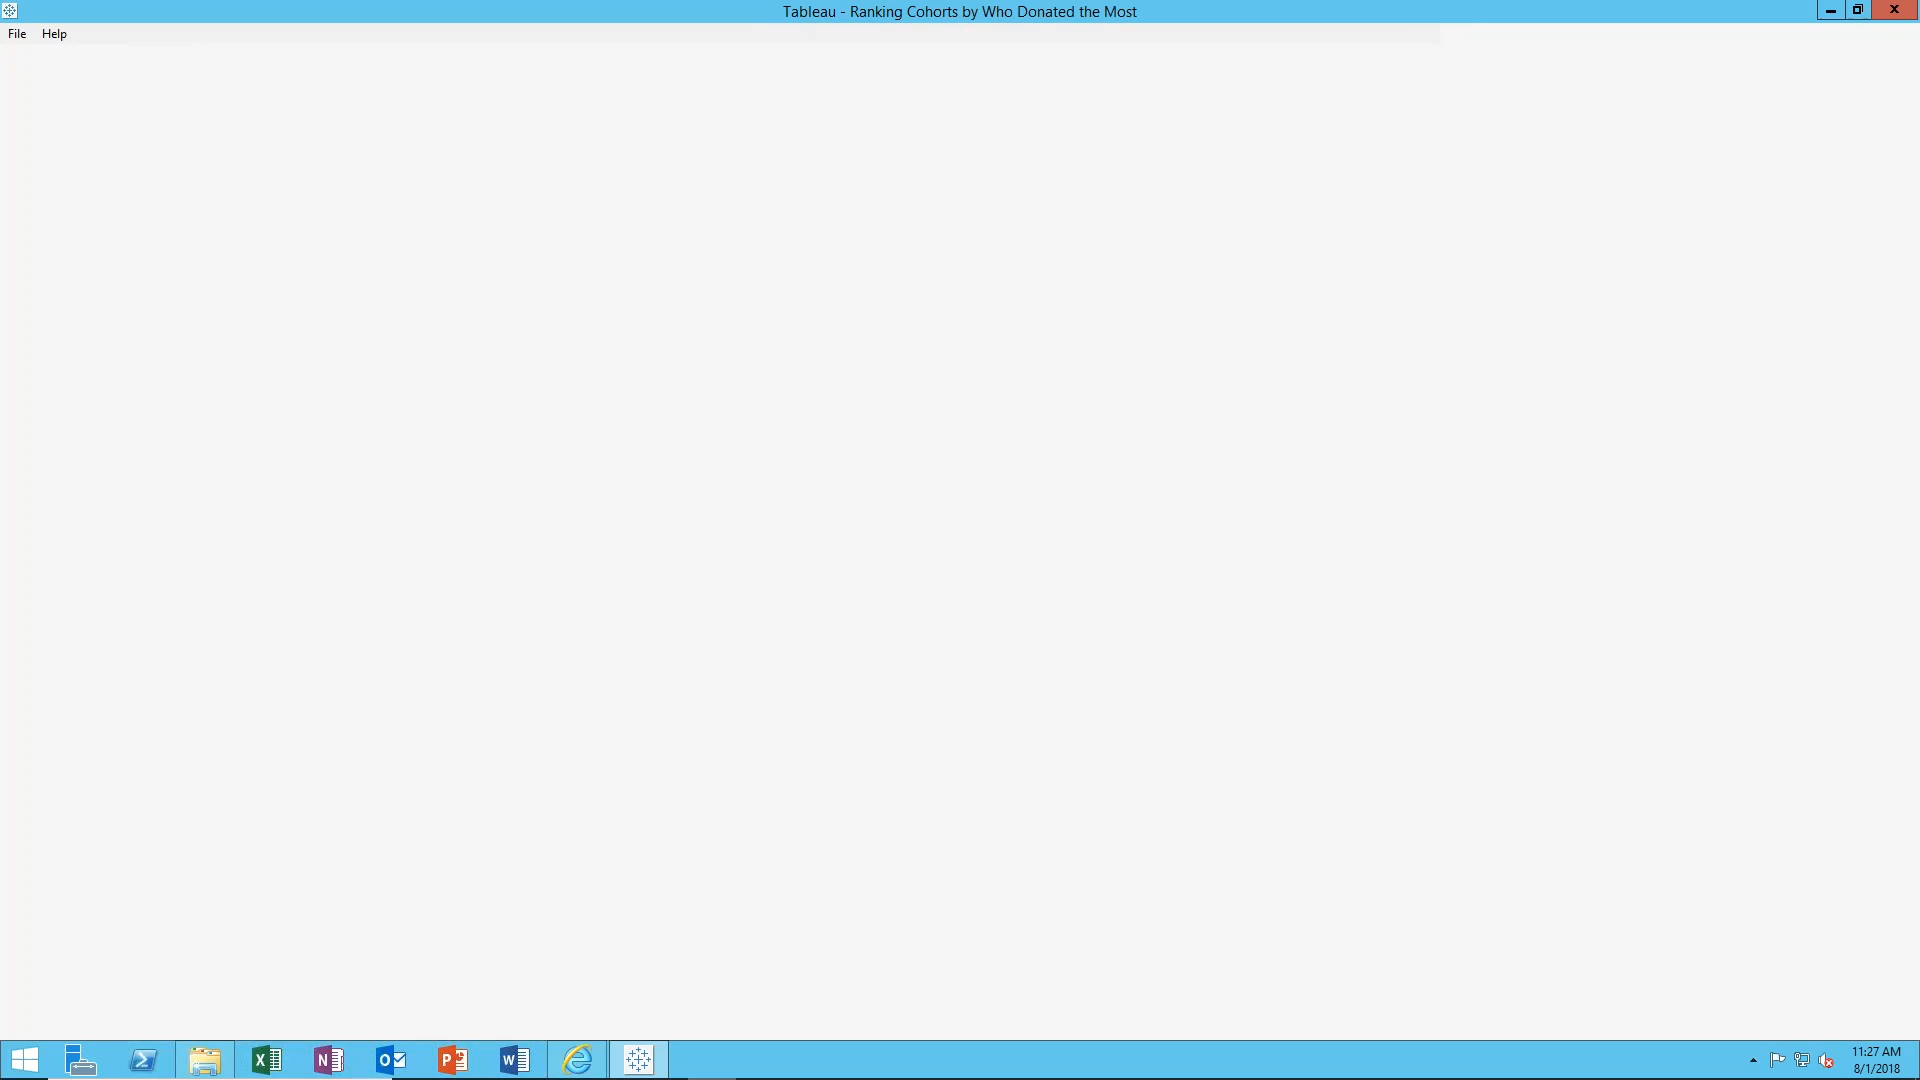 Tableau - Ranking Cohorts by Who Donated the Most
File Help
11:27 AM
8/1/2018